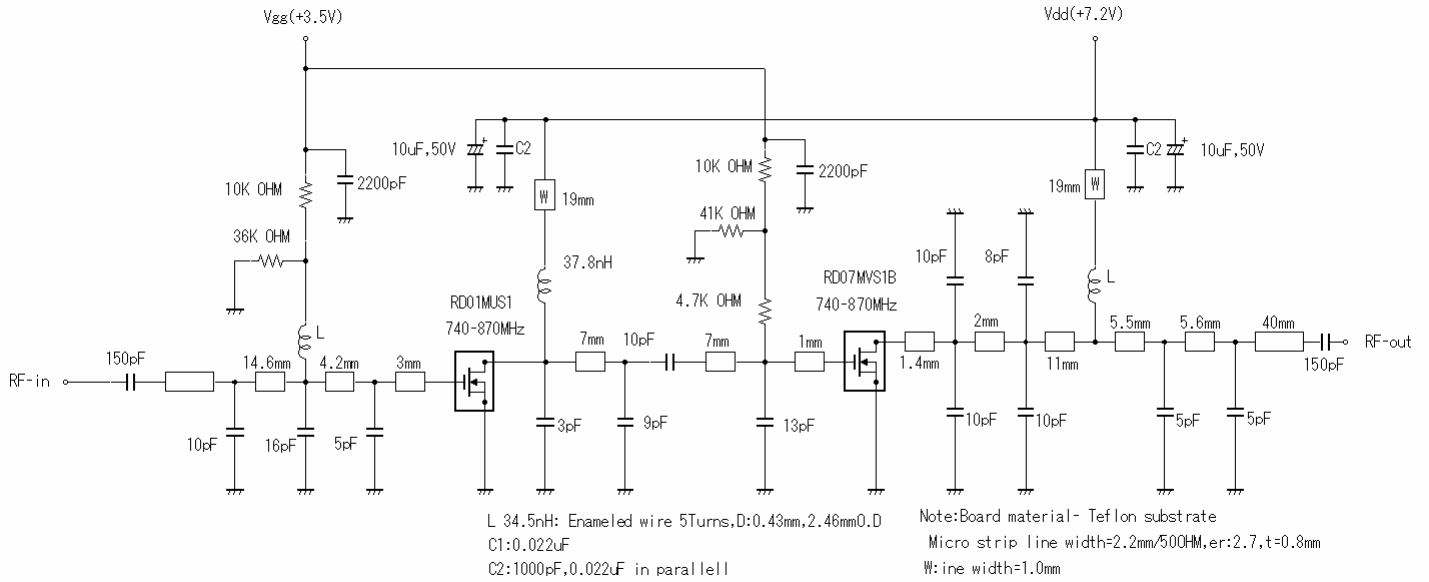 Vgg(+3.5V)
Vdd(+7.2V)
10uF,50V
C2
C2
10uF,50V
10K OHM
2200pF
W
19mm
10K OHM
2200pF
19mm
W
36K OHM
41K OHM
37.8nH
10pF
8pF
L
RD01MUS1
740-870MHz
4.7K OHM
RD07MVS1B
740-870MHz
L
150pF
14.6mm
4.2mm
3mm
7mm
10pF
7mm
1mm
1.4mm
2mm
11mm
5.5mm
5.6mm
40mm
150pF
RF-in
RF-out
10pF
16pF
5pF
3pF
9pF
13pF
10pF
10pF
5pF
5pF
L 34.5nH: Enameled wire 5Turns,D:0.43mm,2.46mmO.D
C1:0.022uF
C2:1000pF,0.022uF in parallell
Note:Board material- Teflon substrate
Micro strip line width=2.2mm/50OHM,er:2.7,t=0.8mm
W:ine width=1.0mm